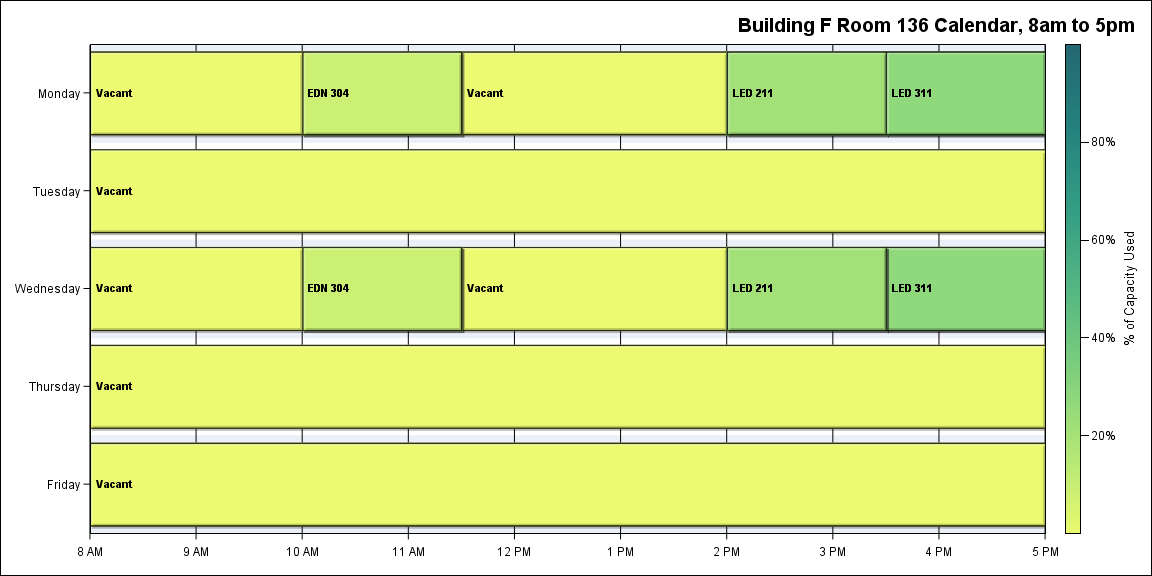 Building F Room 136 Calendar, 8am to 5pm
Monday
Vacant
EDN 304
Vacant
LED 211
LED 311
Tuesday
Vacant
Wednesday
Vacant
EDN 304
Vacant
LED 211
LED 311
Thursday
Vacant
Friday
Vacant
8 AM
9 AM
10 AM
11 AM
12 PM
1 PM
2 PM
3 PM
4 PM
5 PM
80%
60%
40%
20%
% of Capacity Used